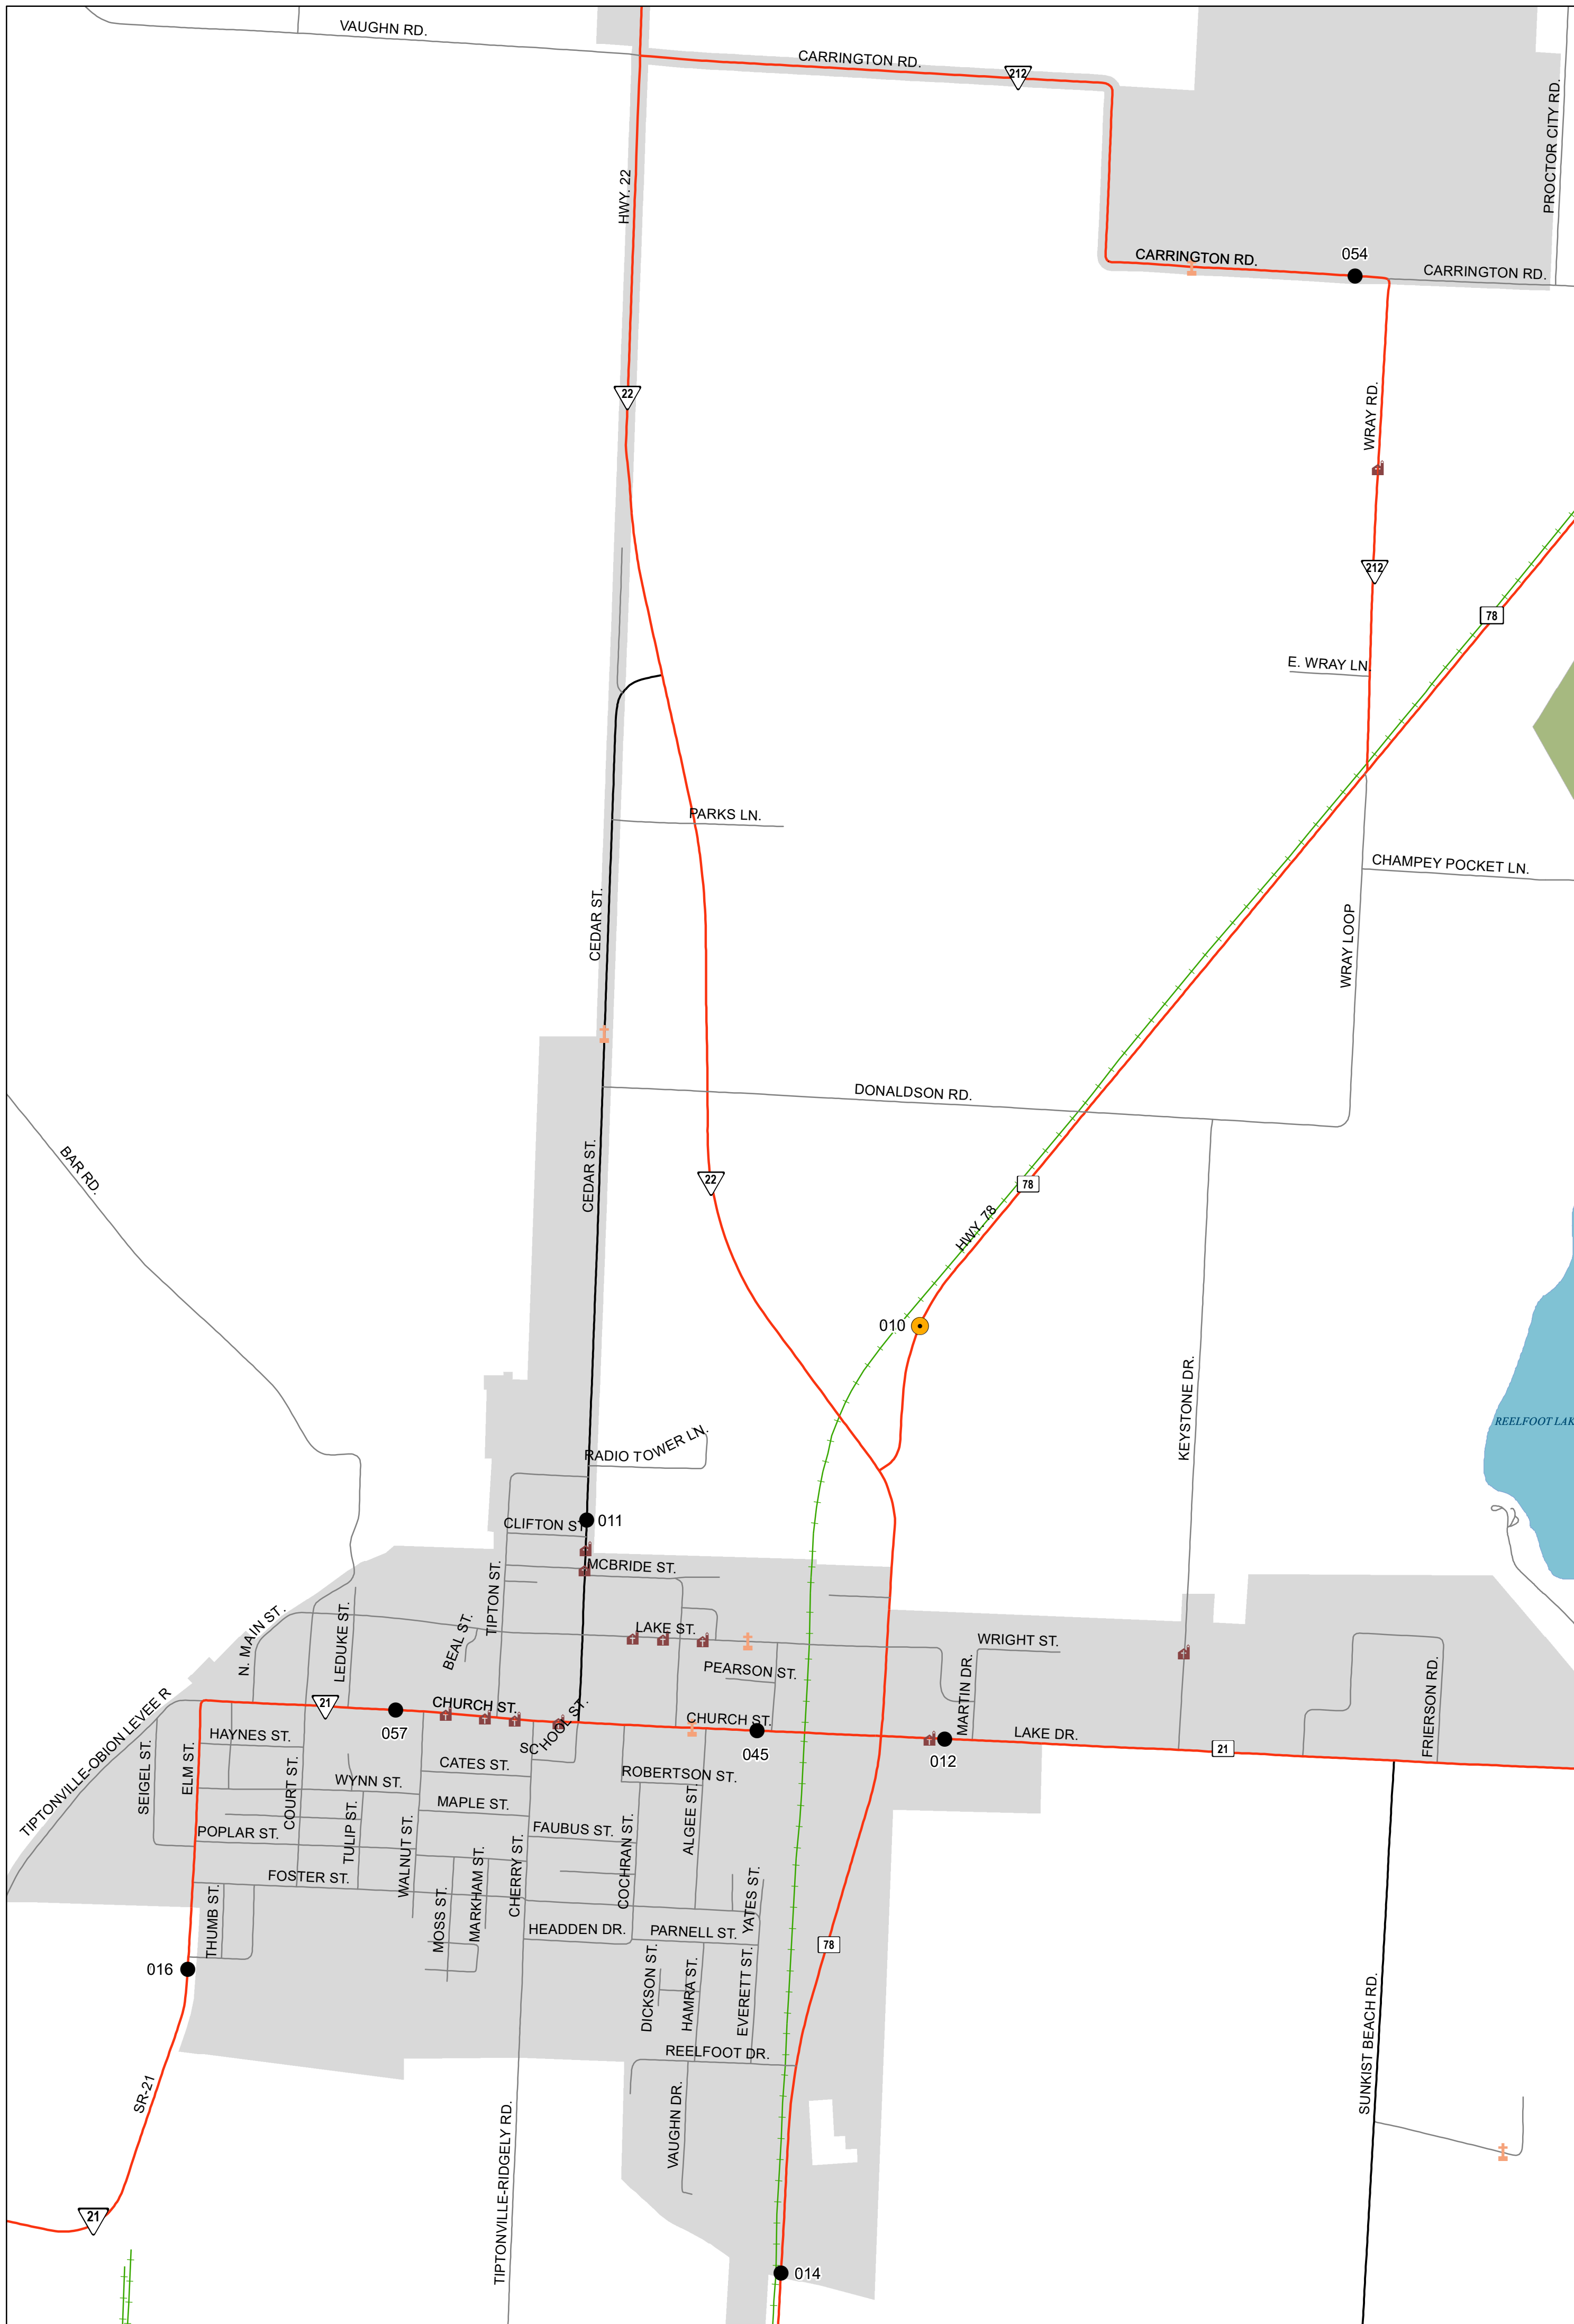 VAUGHN RD.
CARRINGTON RD.
212
PROCTOR CITY RD.
HWY. 22
CARRINGTON RD.
054
CARRINGTON RD.
22
WRAY RD.
212
78
E. WRAY LN.
PARKS LN.
CHAMPEY POCKET LN.
CEDAR ST.
WRAY LOOP
DONALDSON RD.
BAR RD.
CEDAR ST.
22
78
HWY. 78
010
KEYSTONE DR.
REELFOOT LAK
RADIO TOWER LN.
011
CLIFTON ST
MCBRIDE ST.
TIPTON ST.
N. MAIN ST.
LEDUKE ST.
BEAL ST.
LAKE ST.
WRIGHT ST.
PEARSON ST.
MARTIN DR.
FRIERSON RD.
TIPTONVILLE-OBION LEVEE R
21
CHURCH ST.
SCHOOL ST.
CHURCH ST.
057
045
012
LAKE DR.
21
HAYNES ST.
SEIGEL ST.
ELM ST.
COURT ST.
CATES ST.
ROBERTSON ST.
WYNN ST.
MAPLE ST.
TULIP ST.
WALNUT ST.
POPLAR ST.
FAUBUS ST.
COCHRAN ST.
ALGEE ST.
CHERRY ST.
FOSTER ST.
THUMB ST.
MOSS ST.
MARKHAM ST.
YATES ST.
HEADDEN DR.
PARNELL ST.
78
016
DICKSON ST.
HAMRA ST.
EVERETT ST.
REELFOOT DR.
SR-21
VAUGHN DR.
SUNKIST BEACH RD.
TIPTONVILLE-RIDGELY RD.
21
014